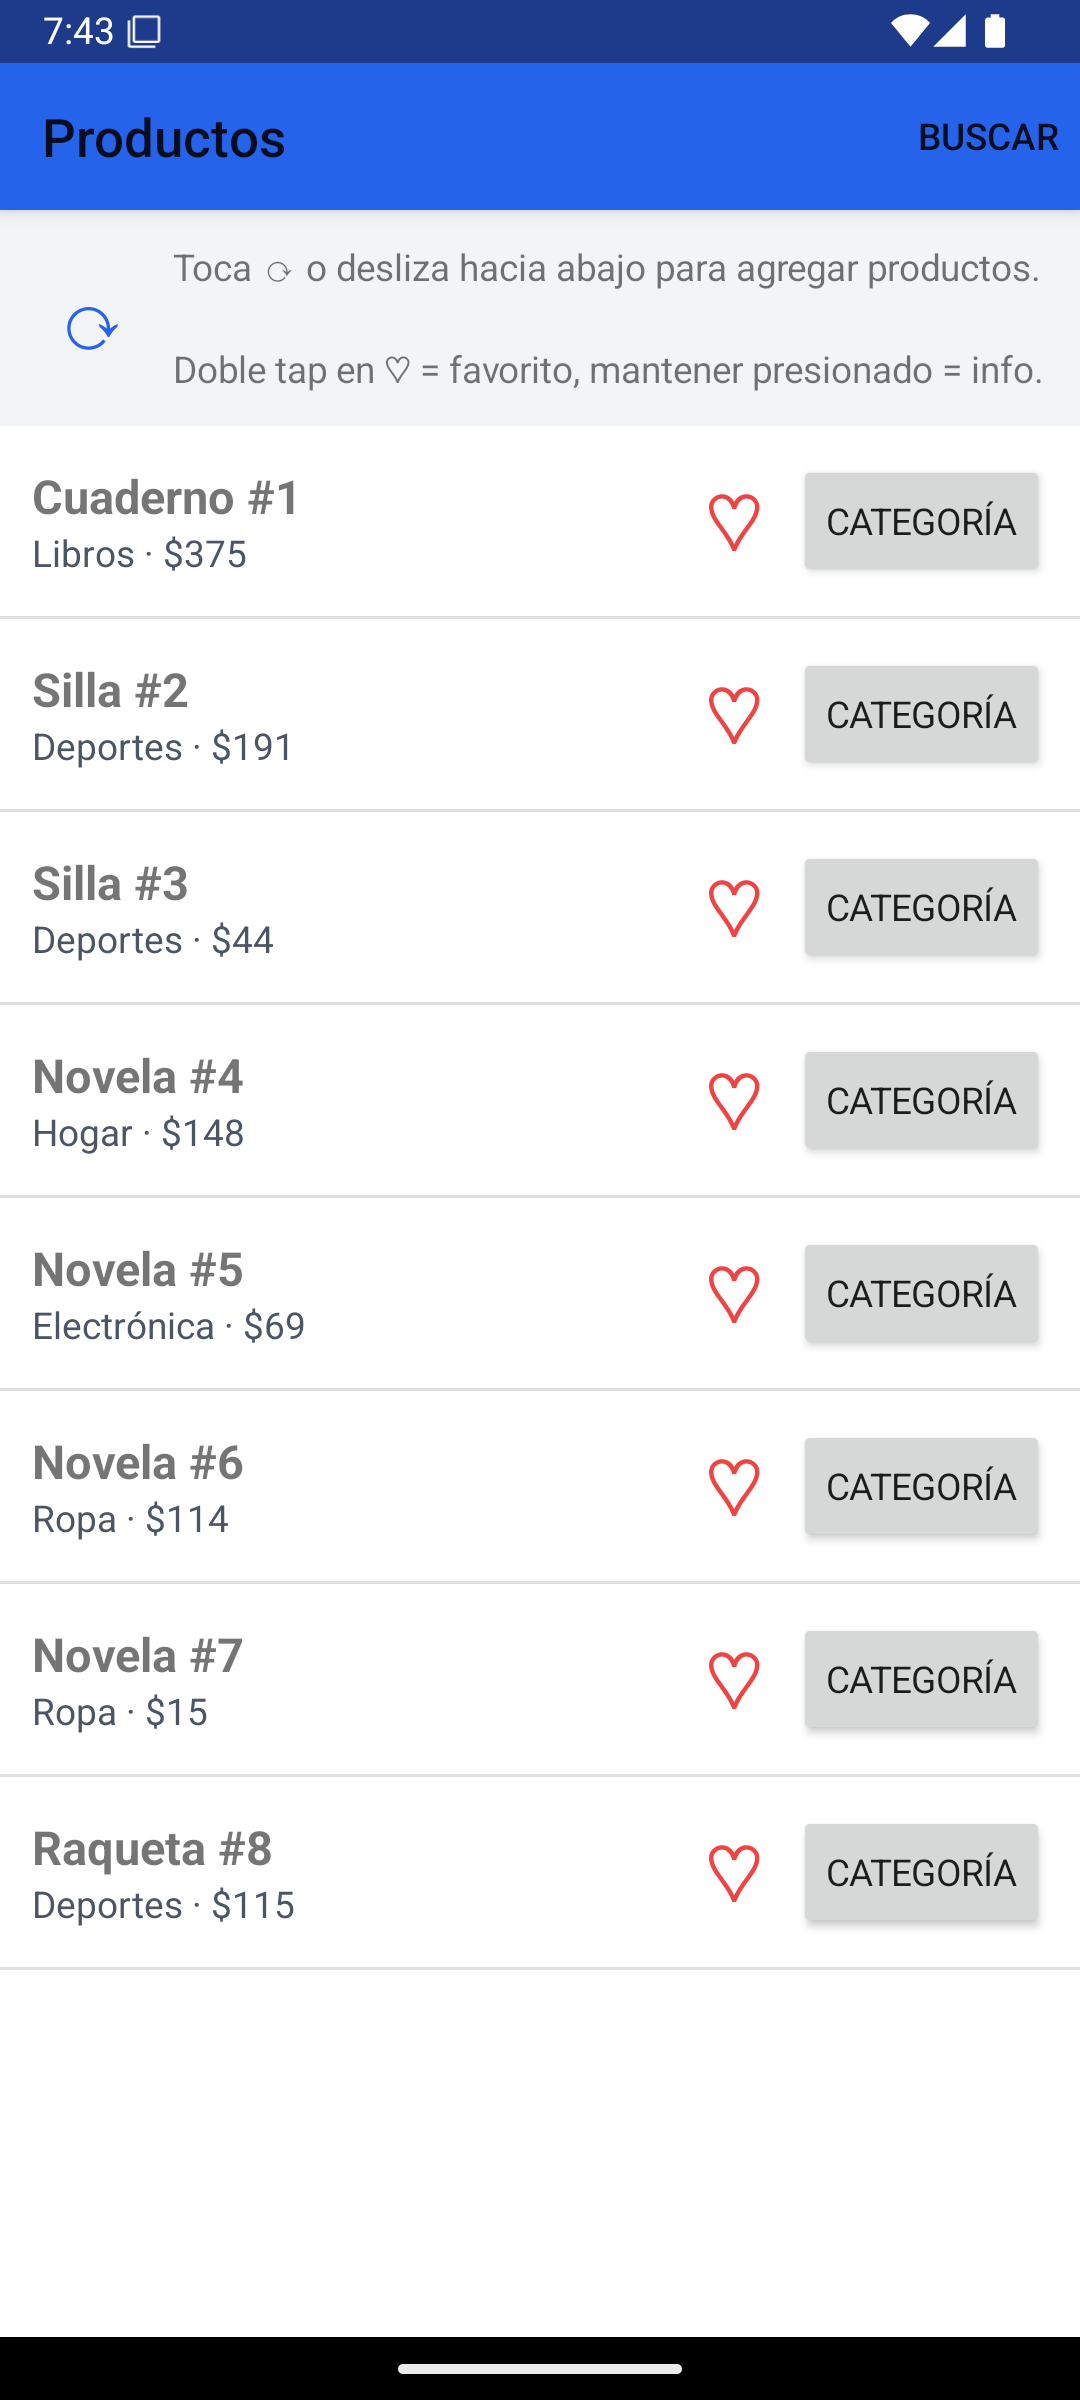 7:43
Productos
BUSCAR
Toca ⟳ o desliza hacia abajo para agregar productos.
Doble tap en ♡ = favorito, mantener presionado = info.
Cuaderno #1
Libros · $375
CATEGORÍA
Silla #2
Deportes · $191
CATEGORÍA
Silla #3
Deportes · $44
CATEGORÍA
Novela #4
Hogar · $148
CATEGORÍA
Novela #5
Electrónica · $69
CATEGORÍA
Novela #6
Ropa · $114
CATEGORÍA
Novela #7
Ropa · $15
CATEGORÍA
Raqueta #8
Deportes · $115
CATEGORÍA